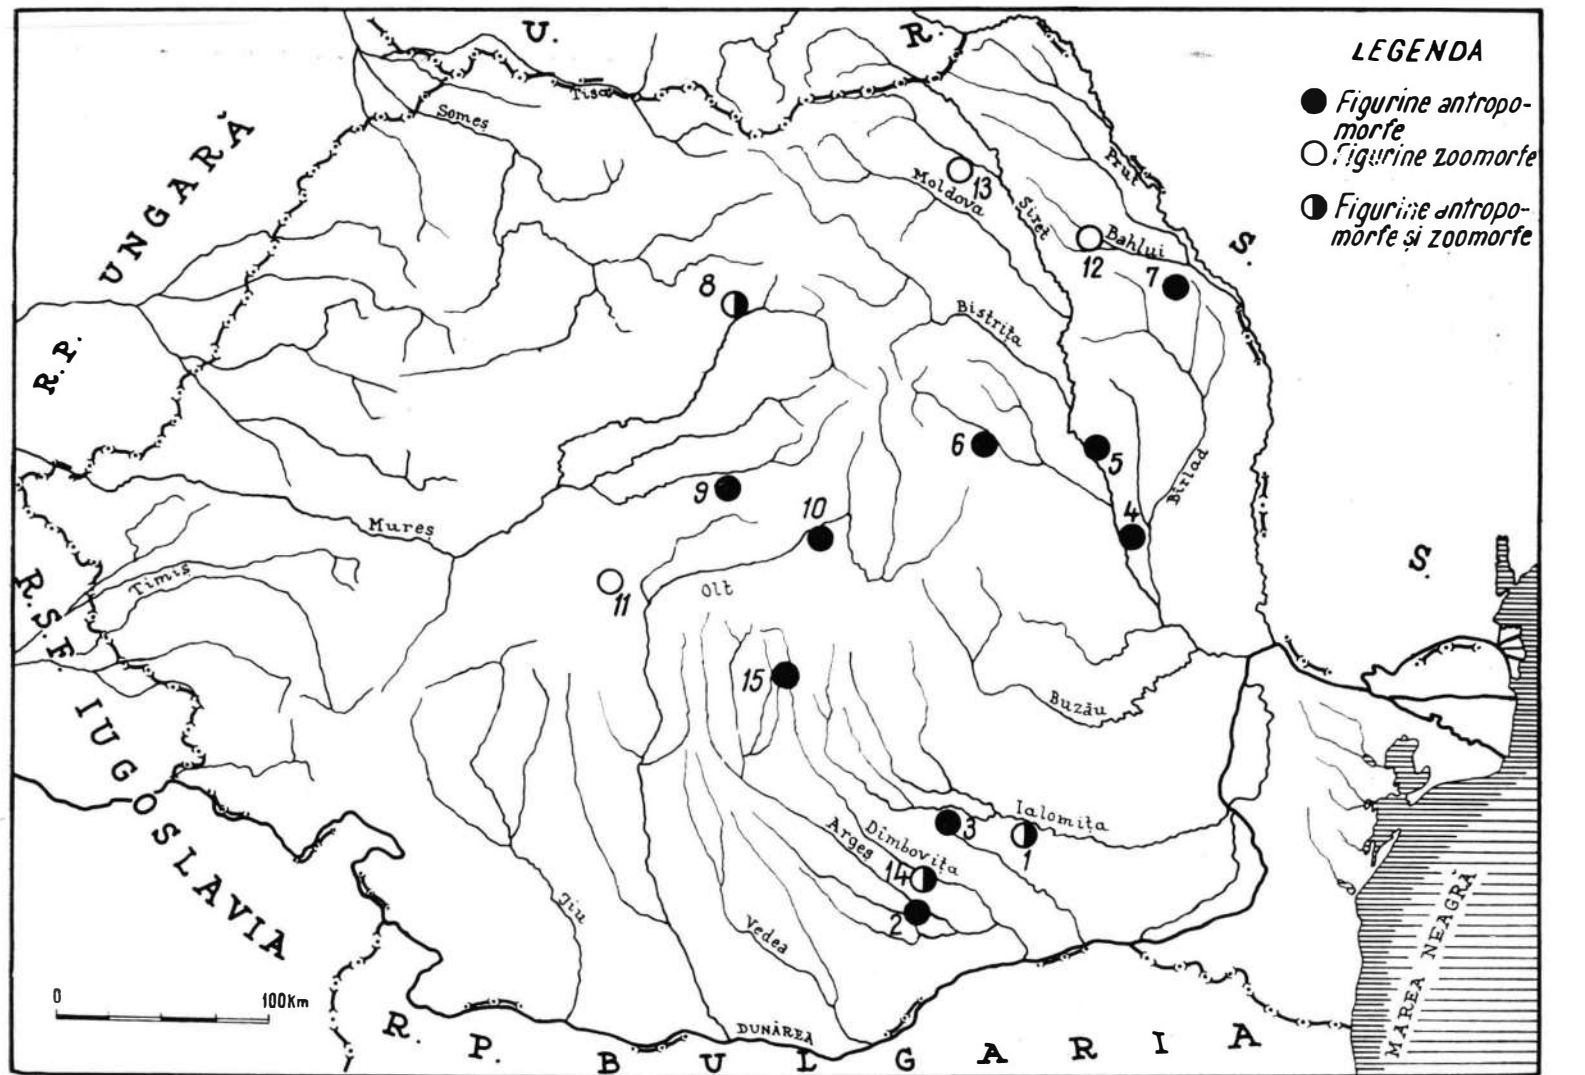 LEGENDA
Figurine antropo-
morfe
Figurine zoomorfe
Figurine antropo-
morfe și zoomorfe
U.
R.
S.
S.
R.P.
UNGARĂ
R.S.F.
IUGOSLAVIA
R. P. BULGARIA
MAREA NEAGRĂ
Tisa
Someș
Moldova
Siret
Prut
Bahlui
Bistrița
Bîrlad
Mureș
Timiș
Olt
Buzău
Ialomița
Dîmbovița
Argeș
Vedea
Jiu
DUNĂREA
13
12
7
8
6
5
4
9
10
11
15
3
1
14
2
0
100Km